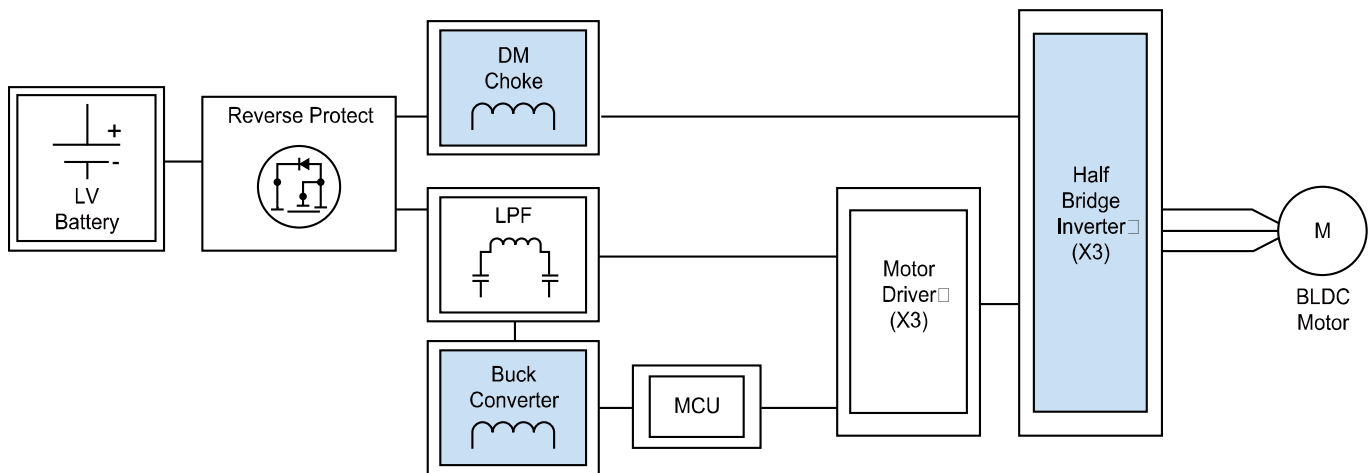 DM
Choke
Reverse Protect
+
-
LV
Battery
LPF
Half
Bridge
Inverter□
(X3)
M
BLDC
Motor
Motor
Driver□
(X3)
Buck
Converter
MCU